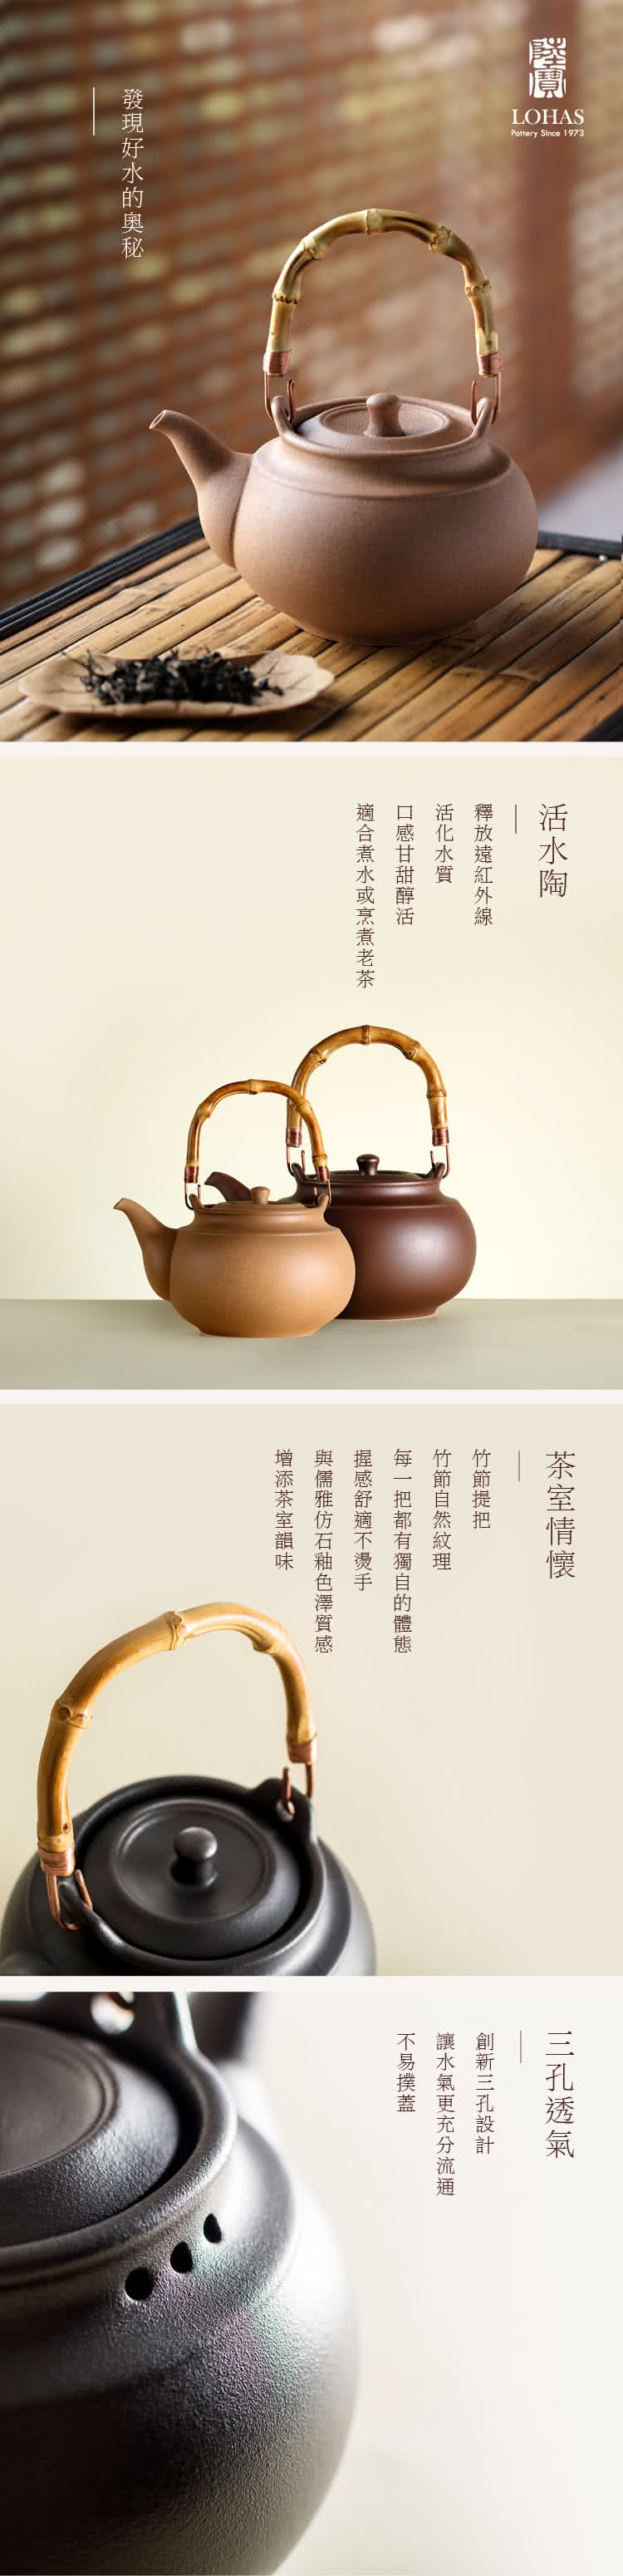 陸寶
LOHAS
Pottery Since 1973
發現好水的奧秘
活水陶
釋放遠紅外線
活化水質
口感甘甜醇活
適合煮水或烹煮老茶
茶室情懷
竹節提把
竹節自然紋理
每一把都有獨自的體態
握感舒適不燙手
與儒雅仿石釉色澤質感
增添茶室韻味
三孔透氣
創新三孔設計
讓水氣更充分流通
不易撲蓋